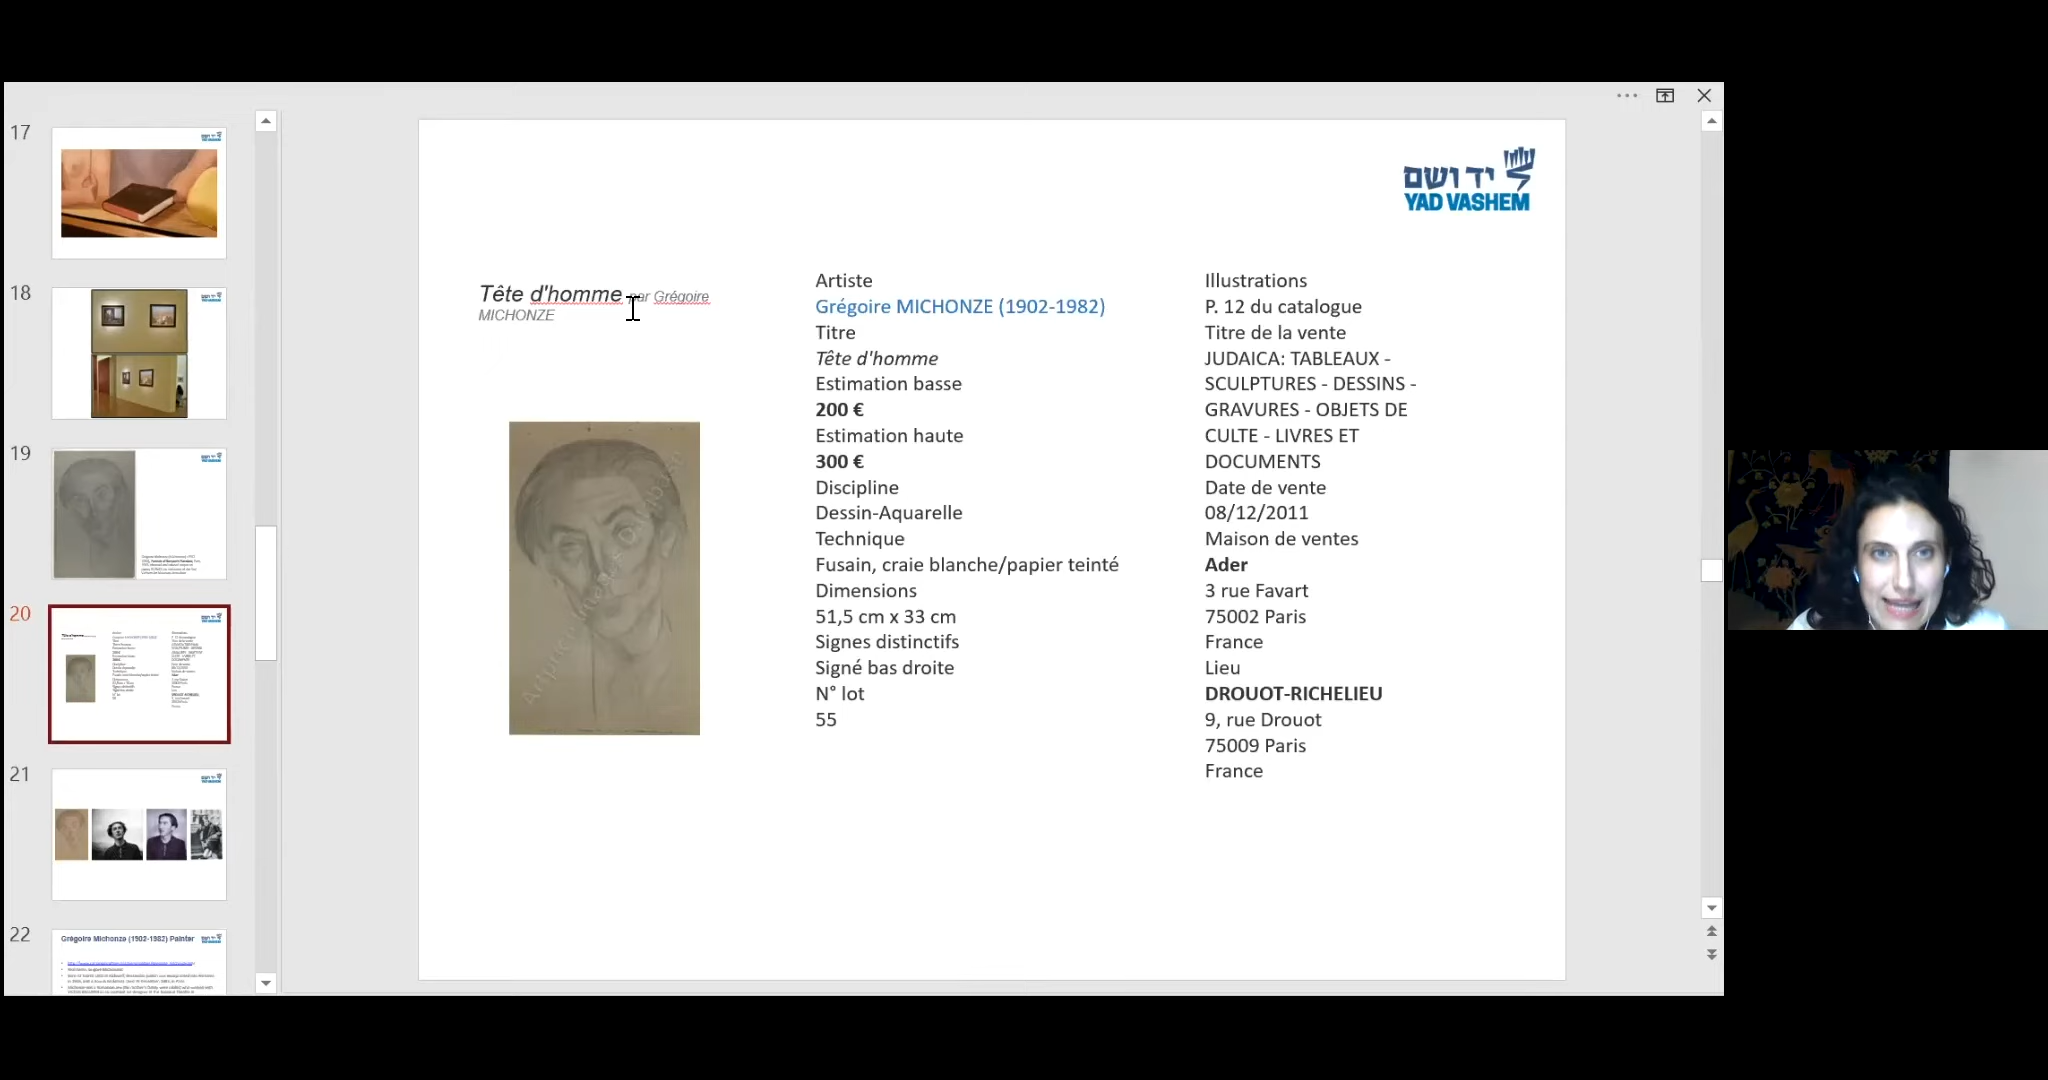 17
18
19
20
21
22
Grégoire Michonze (1902-1982) Painter
יד ושם
YAD VASHEM
Tête d'homme par Grégoire
MICHONZE
Artiste
Grégoire MICHONZE (1902-1982)
Titre
Tête d'homme
Estimation basse
200 €
Estimation haute
300 €
Discipline
Dessin-Aquarelle
Technique
Fusain, craie blanche/papier teinté
Dimensions
51,5 cm x 33 cm
Signes distinctifs
Signé bas droite
N° lot
55
Illustrations
P. 12 du catalogue
Titre de la vente
JUDAICA: TABLEAUX -
SCULPTURES - DESSINS -
GRAVURES - OBJETS DE
CULTE - LIVRES ET
DOCUMENTS
Date de vente
08/12/2011
Maison de ventes
Ader
3 rue Favart
75002 Paris
France
Lieu
DROUOT-RICHELIEU
9, rue Drouot
75009 Paris
France